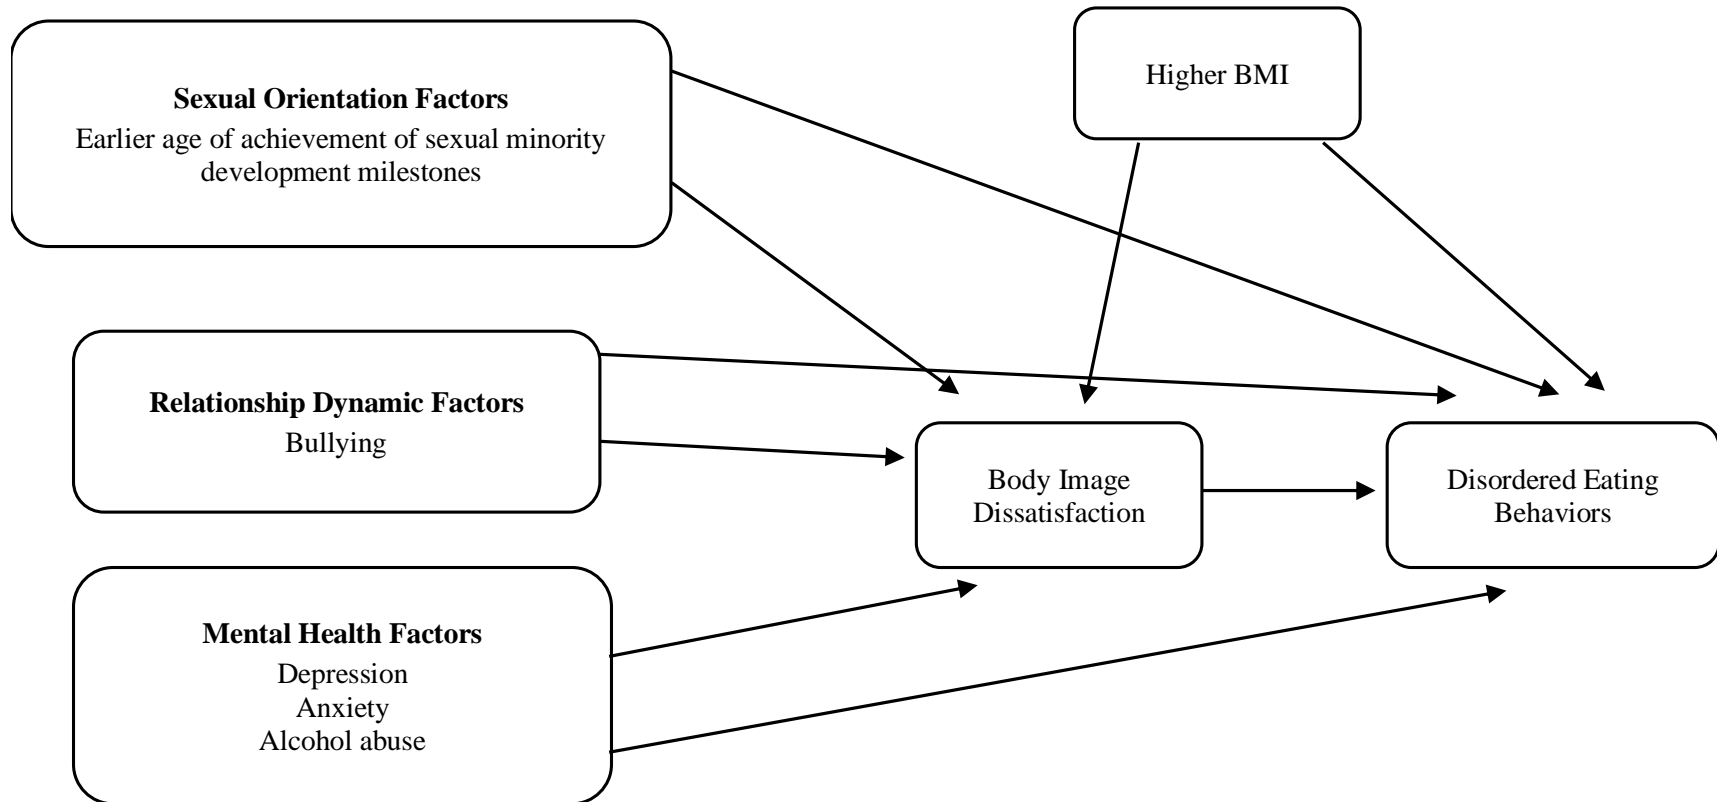 Sexual Orientation Factors
Earlier age of achievement of sexual minority
development milestones
Higher BMI
Relationship Dynamic Factors
Bullying
Body Image
Dissatisfaction
Disordered Eating
Behaviors
Mental Health Factors
Depression
Anxiety
Alcohol abuse